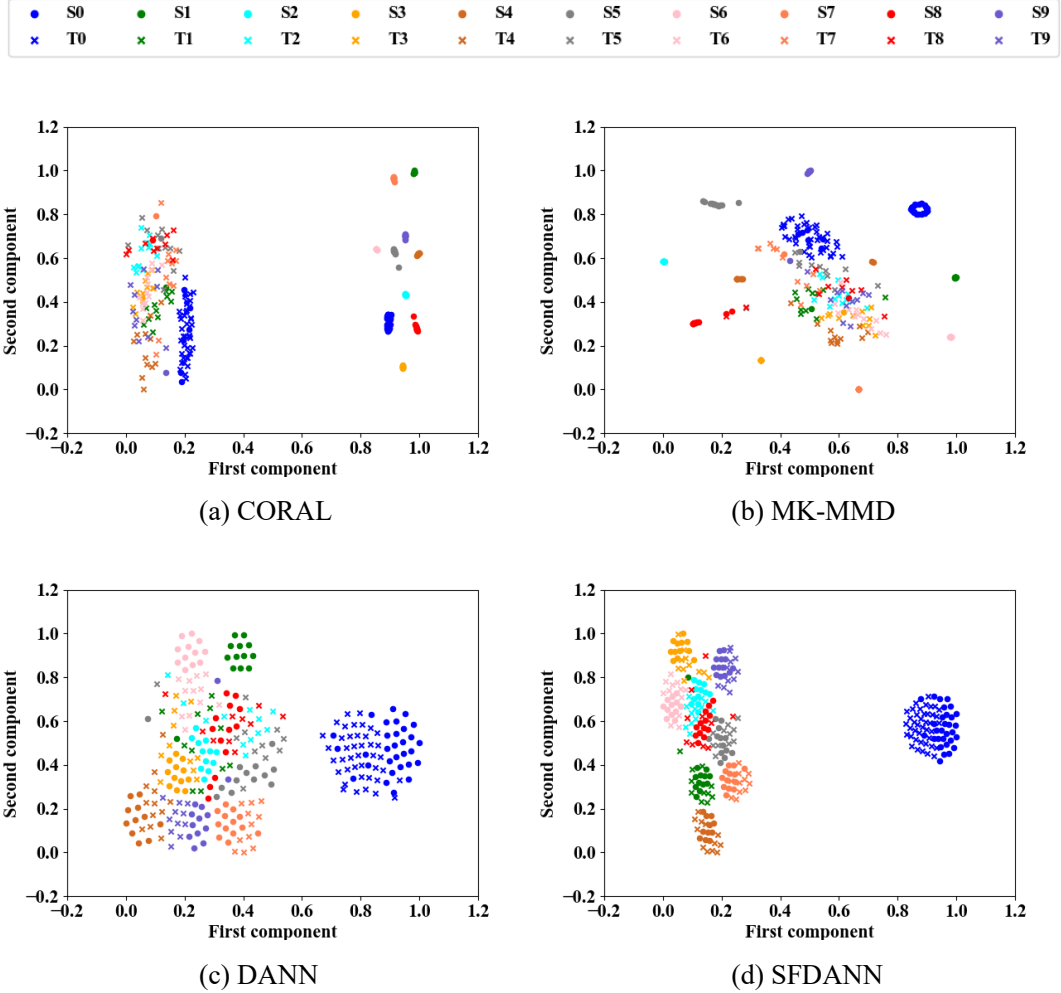 S0 S1 S2 S3 S4 S5 S6 S7 S8 S9
T0 T1 T2 T3 T4 T5 T6 T7 T8 T9
1.2
1.0
0.8
0.6
0.4
0.2
0.0
−0.2
Second component
−0.2 0.0 0.2 0.4 0.6 0.8 1.0 1.2
First component
(a) CORAL
1.2
1.0
0.8
0.6
0.4
0.2
0.0
−0.2
Second component
−0.2 0.0 0.2 0.4 0.6 0.8 1.0 1.2
First component
(b) MK-MMD
1.2
1.0
0.8
0.6
0.4
0.2
0.0
−0.2
Second component
−0.2 0.0 0.2 0.4 0.6 0.8 1.0 1.2
First component
(c) DANN
1.2
1.0
0.8
0.6
0.4
0.2
0.0
−0.2
Second component
−0.2 0.0 0.2 0.4 0.6 0.8 1.0 1.2
First component
(d) SFDANN